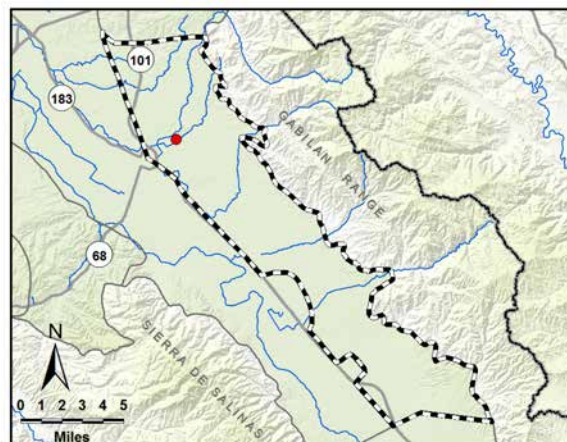 101
183
GABILAN RANGE
68
SIERRA DE SALINAS
N
0 1 2 3 4 5
Miles